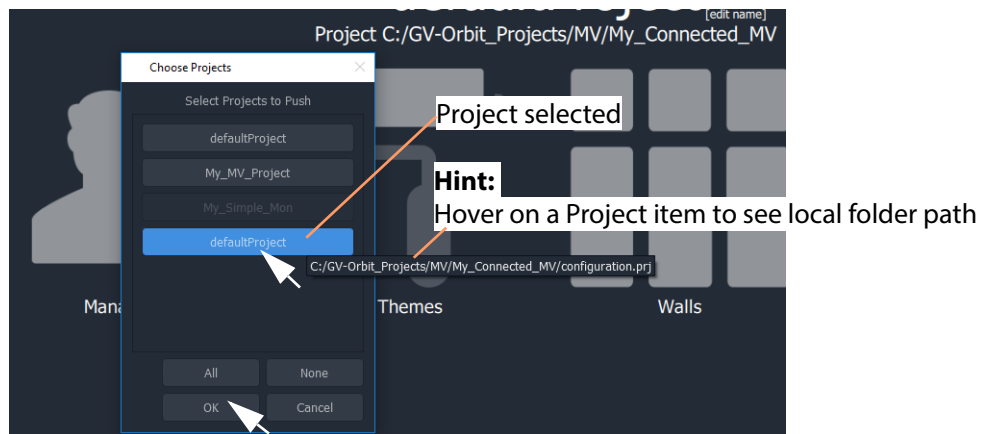 [edit name]
Project C:/GV-Orbit_Projects/MV/My_Connected_MV
Choose Projects
Select Projects to Push
defaultProject
My_MV_Project
My_Simple_Mon
defaultProject
C:/GV-Orbit_Projects/MV/My_Connected_MV/configuration.prj
Project selected
Hint:
Hover on a Project item to see local folder path
Mana
Themes
Walls
All
None
OK
Cancel